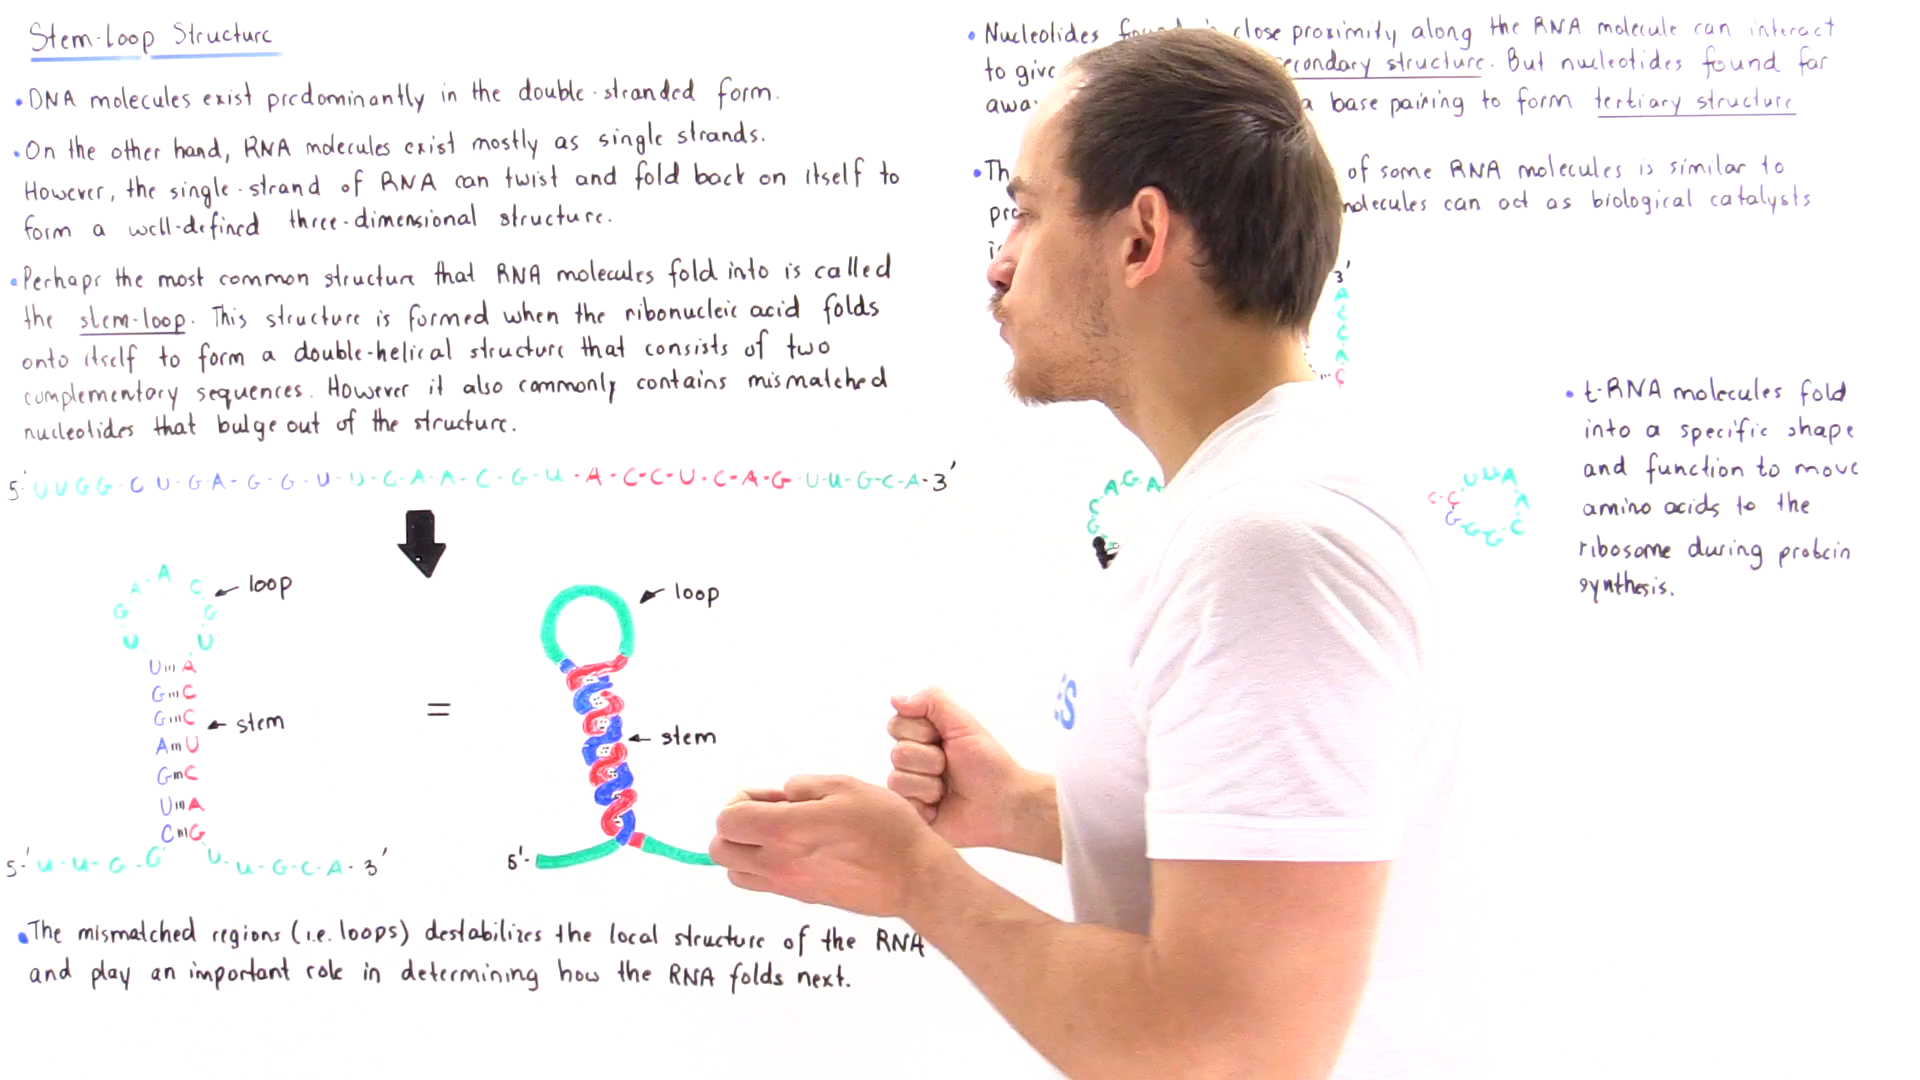 Stem-Loop Structure
• DNA molecules exist predominantly in the double-stranded form.
• On the other hand, RNA molecules exist mostly as single strands.
However, the single-strand of RNA can twist and fold back on itself to
form a well-defined three-dimensional structure.
• Perhaps the most common structure that RNA molecules fold into is called
the stem-loop. This structure is formed when the ribonucleic acid folds
onto itself to form a double-helical structure that consists of two
complementary sequences. However it also commonly contains mismatched
nucleotides that bulge out of the structure.
5'-UUGG-C U-GA-G-G-U-U-C-A-A-C-G-U-A-C-C-U-C-A-G-U-U-G-C-A-3'
G A A C G
U U
loop
U A
G C
G C
stem
A U
G C
U A
C G
5'-U-U-G-G U-U-G-C-A-3'
=
loop
stem
5'-
• The mismatched regions (i.e. loops) destabilizes the local structure of the RNA
and play an important role in determining how the RNA folds next.
• Nucleotides close proximity along the RNA molecule can interact
to give secondary structure. But nucleotides found far
a base pairing to form tertiary structure
• of some RNA molecules is similar to
molecules can act as biological catalysts
3'
A
C
C
A
C
C A G A
G
C C U U A
G A
G G G C
• t-RNA molecules fold
into a specific shape
and function to move
amino acids to the
ribosome during protein
synthesis.
ES